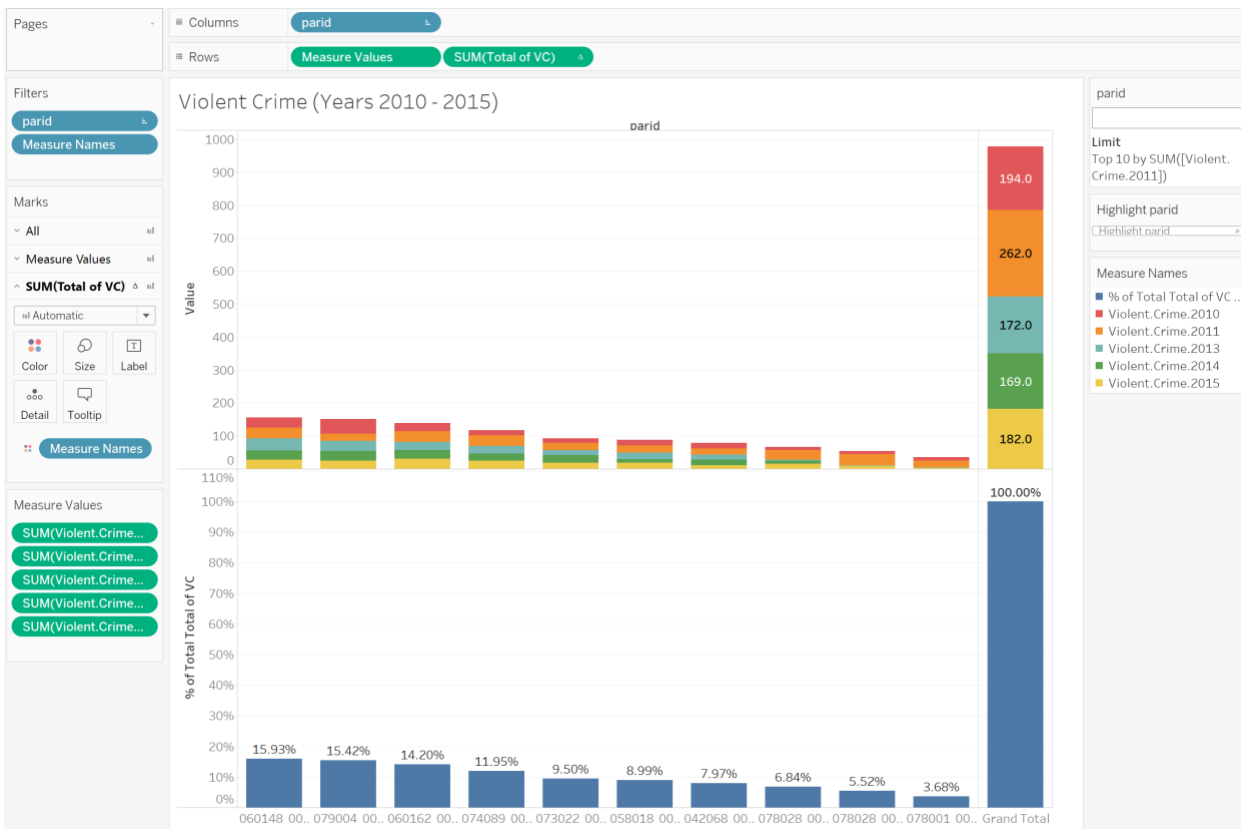 Pages
Columns
parid
Rows
Measure Values
SUM(Total of VC)
Filters
parid
Measure Names
Marks
All
Measure Values
SUM(Total of VC)
Automatic
Color
Size
Label
Detail
Tooltip
Measure Names
Measure Values
SUM(Violent.Crime...
SUM(Violent.Crime...
SUM(Violent.Crime...
SUM(Violent.Crime...
SUM(Violent.Crime...
Violent Crime (Years 2010 - 2015)
parid
Value
1000
900
800
700
600
500
400
300
200
100
0
194.0
262.0
172.0
169.0
182.0
% of Total Total of VC
110%
100%
90%
80%
70%
60%
50%
40%
30%
20%
10%
0%
15.93%
15.42%
14.20%
11.95%
9.50%
8.99%
7.97%
6.84%
5.52%
3.68%
100.00%
060148 00.. 079004 00.. 060162 00.. 074089 00.. 073022 00.. 058018 00.. 042068 00.. 078028 00.. 078028 00.. 078001 00.. Grand Total
parid
Limit
Top 10 by SUM([Violent.
Crime.2011])
Highlight parid
Highlight parid
Measure Names
% of Total Total of VC ..
Violent.Crime.2010
Violent.Crime.2011
Violent.Crime.2013
Violent.Crime.2014
Violent.Crime.2015